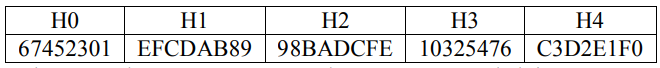 H0 H1 H2 H3 H4
67452301 EFCDAB89 98BADCFE 10325476 C3D2E1F0